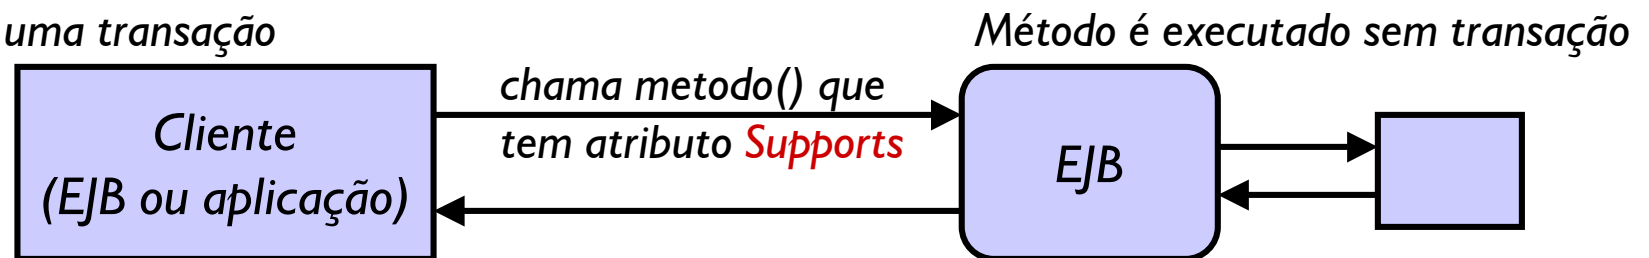 uma transação
Método é executado sem transação
Cliente
(EJB ou aplicação)
chama metodo() que
tem atributo Supports
EJB